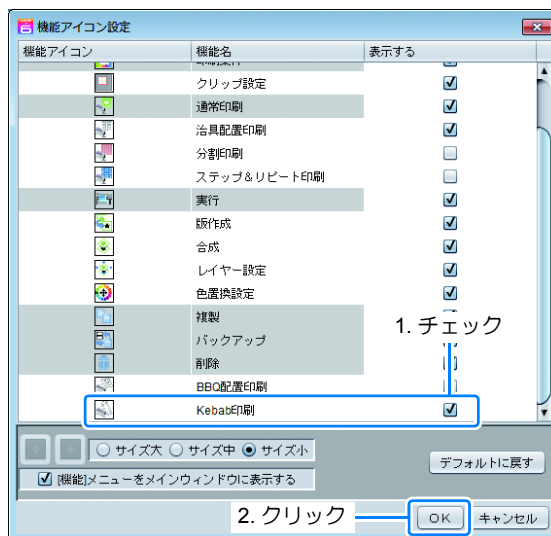 機能アイコン設定
機能アイコン 機能名 表示する
クリップ設定
通常印刷
治具配置印刷
分割印刷
ステップ＆リピート印刷
実行
版作成
合成
レイヤー設定
色置換設定
複製
1. チェック
バックアップ
削除
BBQ配置印刷
Kebab印刷
サイズ大 サイズ中 サイズ小
デフォルトに戻す
[機能]メニューをメインウィンドウに表示する
2. クリック
OK キャンセル